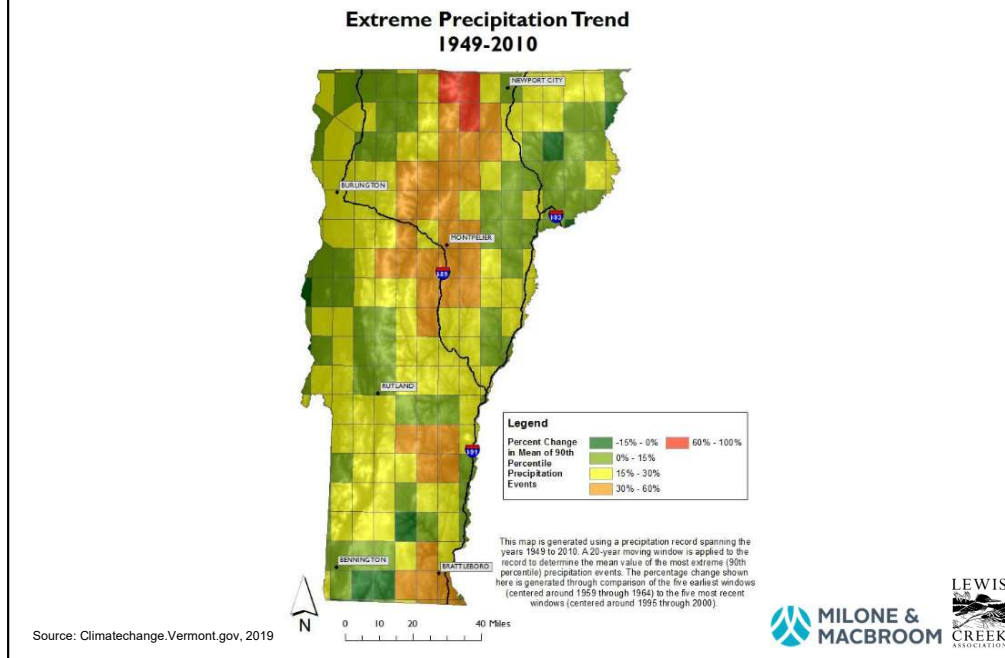 Extreme Precipitation Trend
1949-2010
NEWPORT CITY
BURLINGTON
MONTPELIER
89
RUTLAND
BENNINGTON
BRATTLEBORO
Legend
Percent Change
in Mean of 90th
Percentile
Precipitation
Events
-15% - 0%
0% - 15%
15% - 30%
30% - 60%
60% - 100%
This map is generated using a precipitation record spanning the
years 1949 to 2010. A 20-year moving window is applied to the
record to determine the mean value of the most extreme (90th
percentile) precipitation events. The percentage change shown
here is generated through comparison of the five earliest windows
(centered around 1959 through 1964) to the five most recent
windows (centered around 1995 through 2000).
N
0 10 20 40 Miles
Source: Climatechange.Vermont.gov, 2019
MILONE &
MACBROOM
LEWIS
CREEK
ASSOCIATION